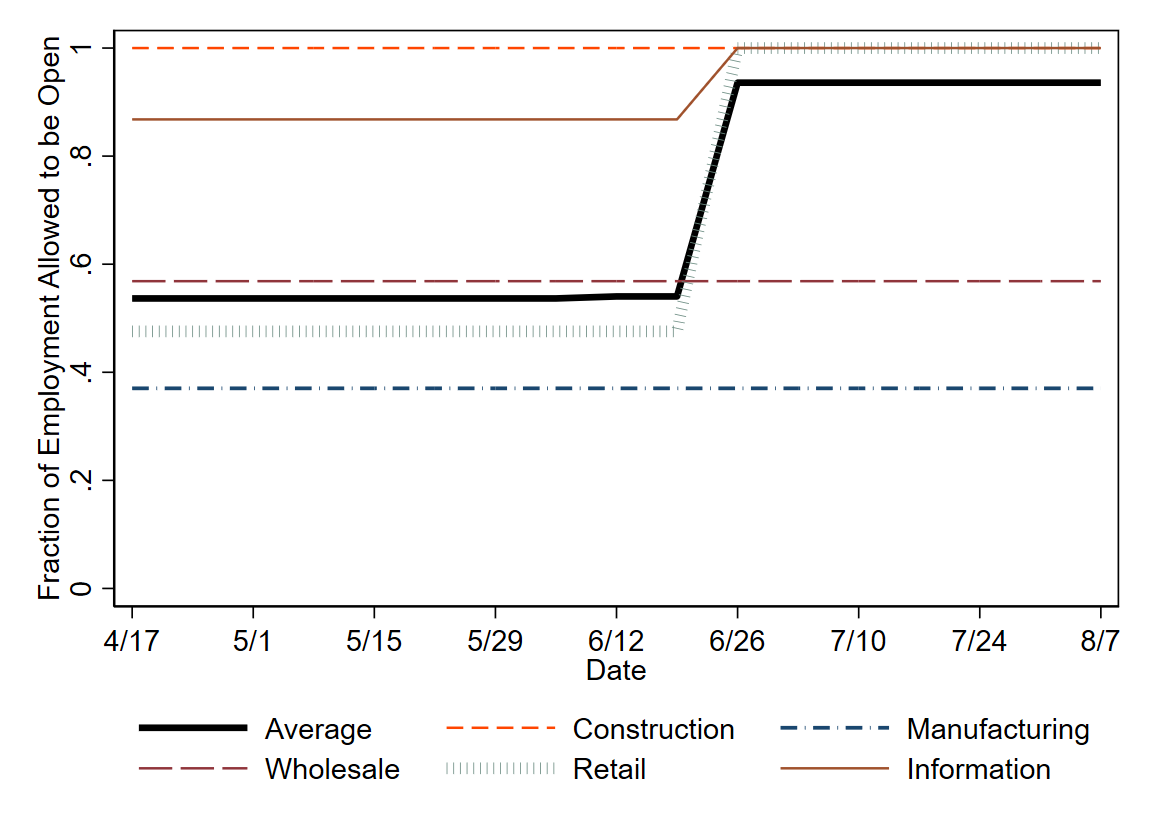 Fraction of Employment Allowed to be Open
1
.8
.6
.4
.2
0
4/17 5/1 5/15 5/29 6/12 6/26 7/10 7/24 8/7
Date
Average Construction Manufacturing
Wholesale Retail Information